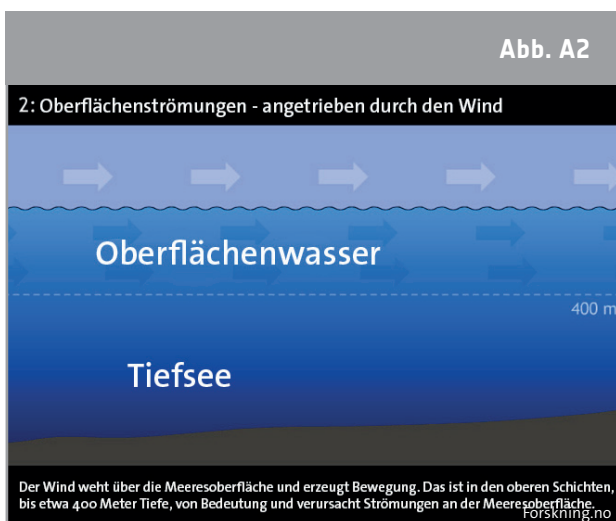 Abb. A2
2: Oberflächenströmungen - angetrieben durch den Wind
Oberflächenwasser
400 m
Tiefsee
Der Wind weht über die Meeresoberfläche und erzeugt Bewegung. Das ist in den oberen Schichten,
bis etwa 400 Meter Tiefe, von Bedeutung und verursacht Strömungen an der Meeresoberfläche.
Forskning.no